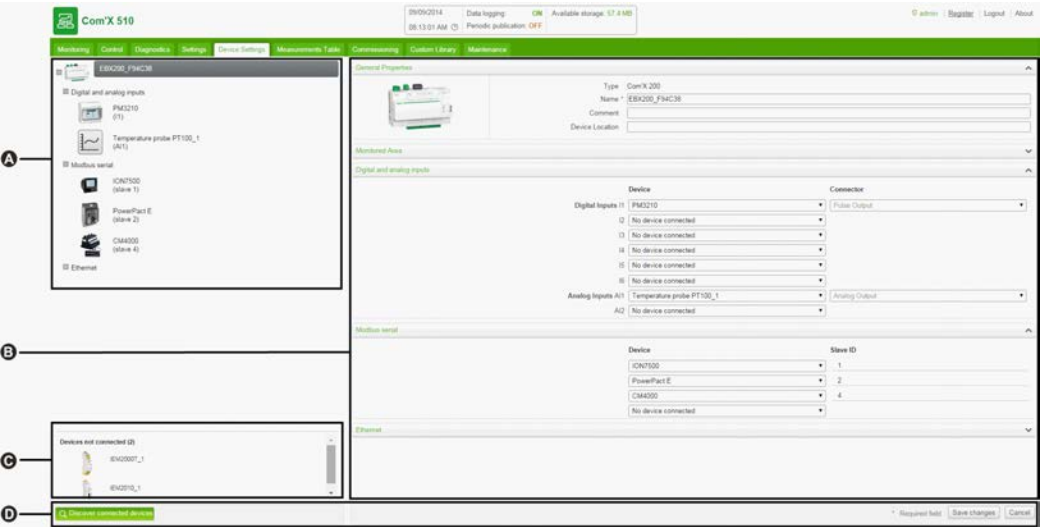 Com'X 510
09/09/2014
08:13:01 AM
Data logging: ON
Periodic publication: OFF
Available storage: 57.4 MB
admin | Register | Logout | About
Monitoring Control Diagnostics Settings Device Settings Measurements Table Commissioning Custom Library Maintenance
A
EBX200_F94C38
Digital and analog inputs
PM3210
(I1)
Temperature probe PT100_1
(AI1)
Modbus serial
ION7500
(slave 1)
PowerPact E
(slave 2)
CM4000
(slave 4)
Ethernet
B
General Properties
Type Com'X 200
Name * EBX200_F94C38
Comment
Device Location
Monitored Area
Digital and analog inputs
Device Connector
Digital Inputs I1 PM3210 Pulse Output
I2 No device connected
I3 No device connected
I4 No device connected
I5 No device connected
I6 No device connected
Analog Inputs AI1 Temperature probe PT100_1 Analog Output
AI2 No device connected
Modbus serial
Device Slave ID
ION7500 1
PowerPact E 2
CM4000 4
No device connected
Ethernet
C
Devices not connected (2)
iEM2000T_1
iEM2010_1
D
Discover connected devices
* Required field Save changes Cancel